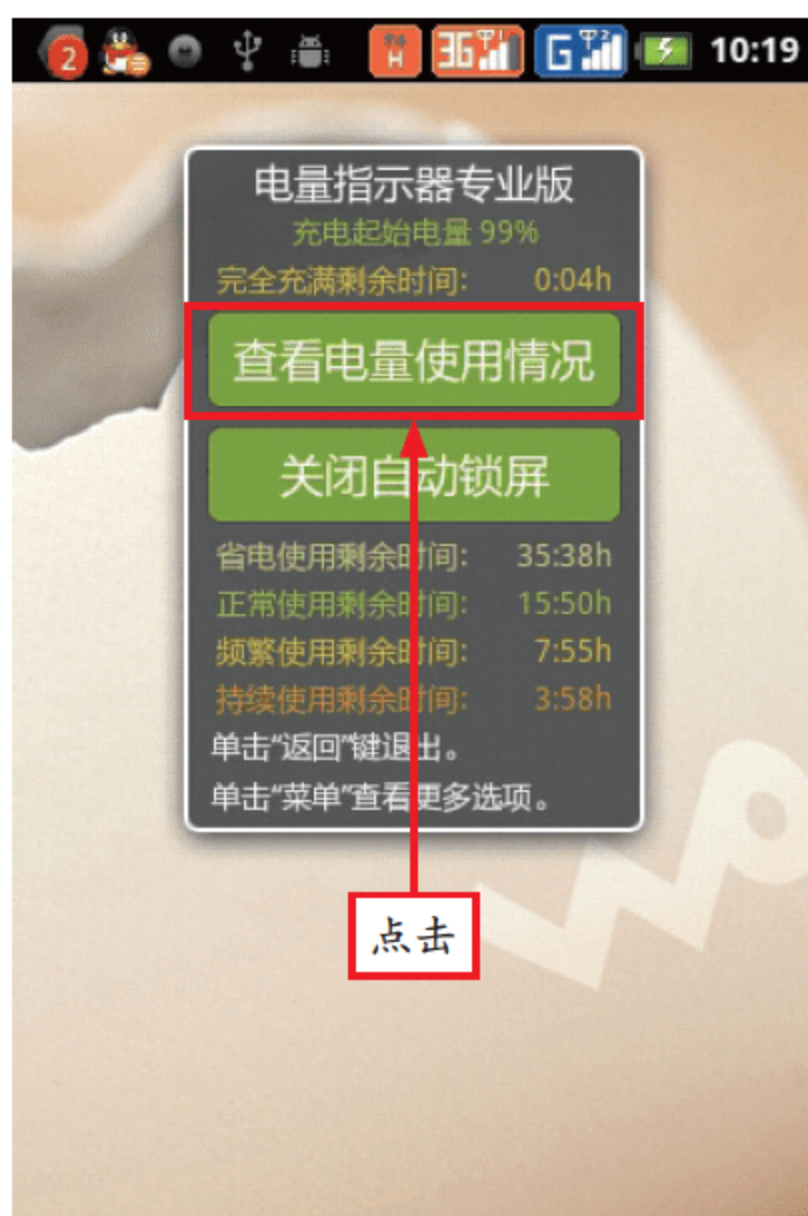 2
H
3G 1
G 2
10:19
电量指示器专业版
充电起始电量 99%
完全充满剩余时间: 0:04h
查看电量使用情况
关闭自动锁屏
省电使用剩余时间: 35:38h
正常使用剩余时间: 15:50h
频繁使用剩余时间: 7:55h
持续使用剩余时间: 3:58h
单击“返回”键退出。
单击“菜单”查看更多选项。
点击